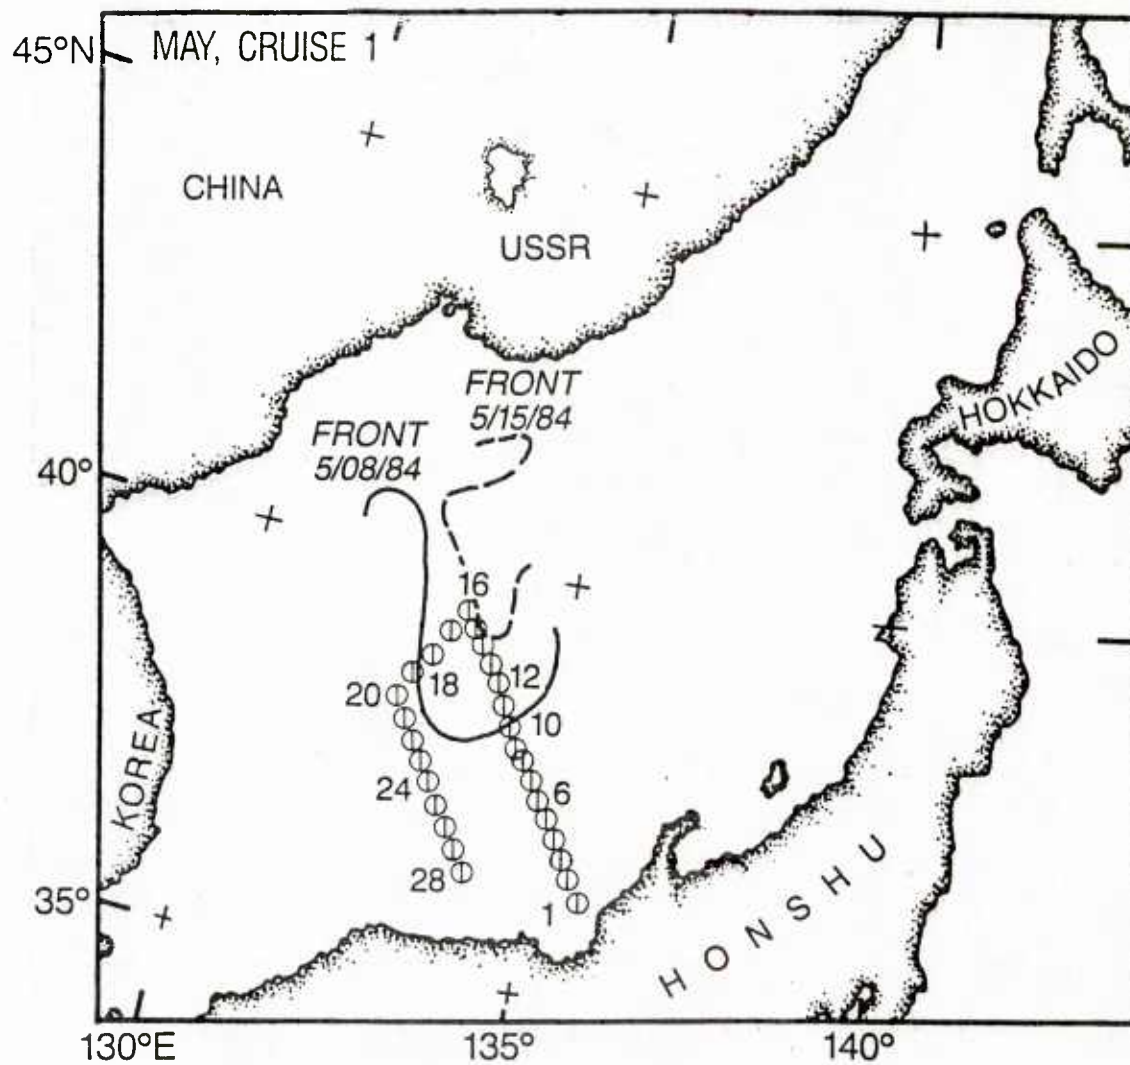 45°N
MAY, CRUISE 1
CHINA
USSR
HOKKAIDO
FRONT
5/15/84
FRONT
5/08/84
40°
16
12
18
20
10
KOREA
24
6
28
35°
1
HONSHU
130°E
135°
140°